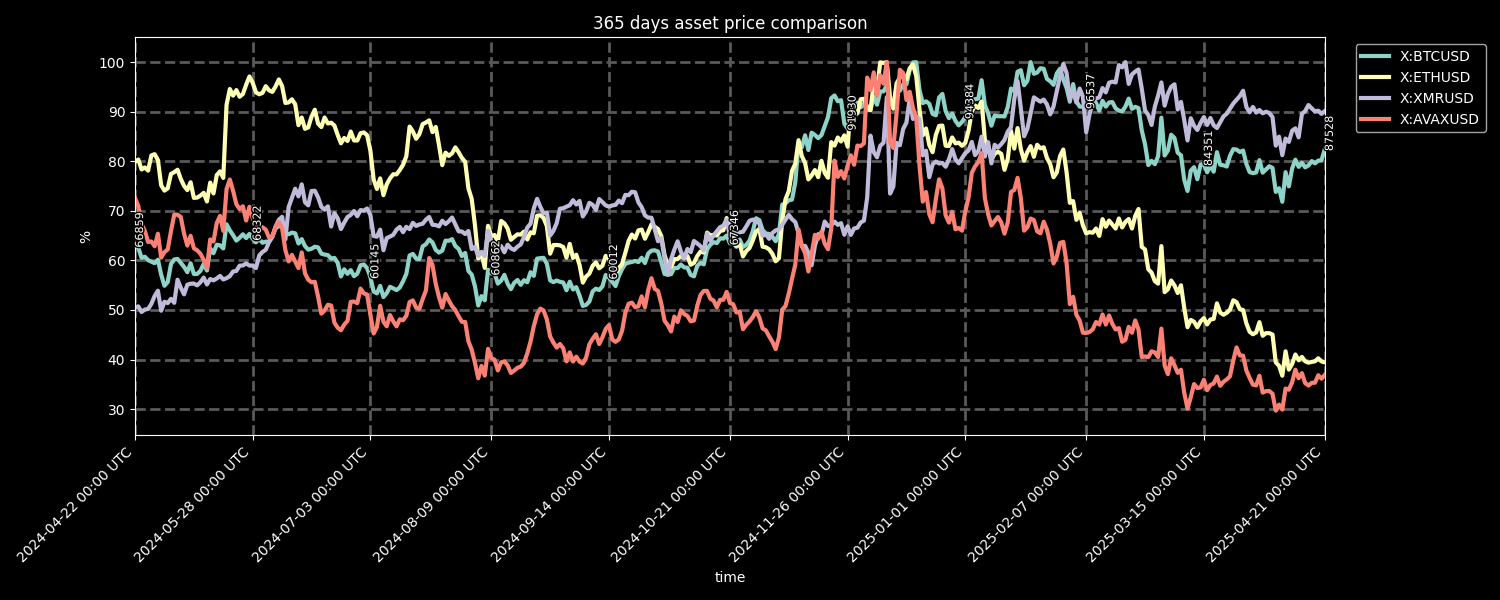 365 days asset price comparison
X:BTCUSD
X:ETHUSD
X:XMRUSD
X:AVAXUSD
%
100
90
80
70
60
50
40
30
66859
68322
60145
60862
60012
67346
91930
94384
96537
84351
87528
2024-04-22 00:00 UTC
2024-05-28 00:00 UTC
2024-07-03 00:00 UTC
2024-08-09 00:00 UTC
2024-09-14 00:00 UTC
2024-10-21 00:00 UTC
2024-11-26 00:00 UTC
2025-01-01 00:00 UTC
2025-02-07 00:00 UTC
2025-03-15 00:00 UTC
2025-04-21 00:00 UTC
time